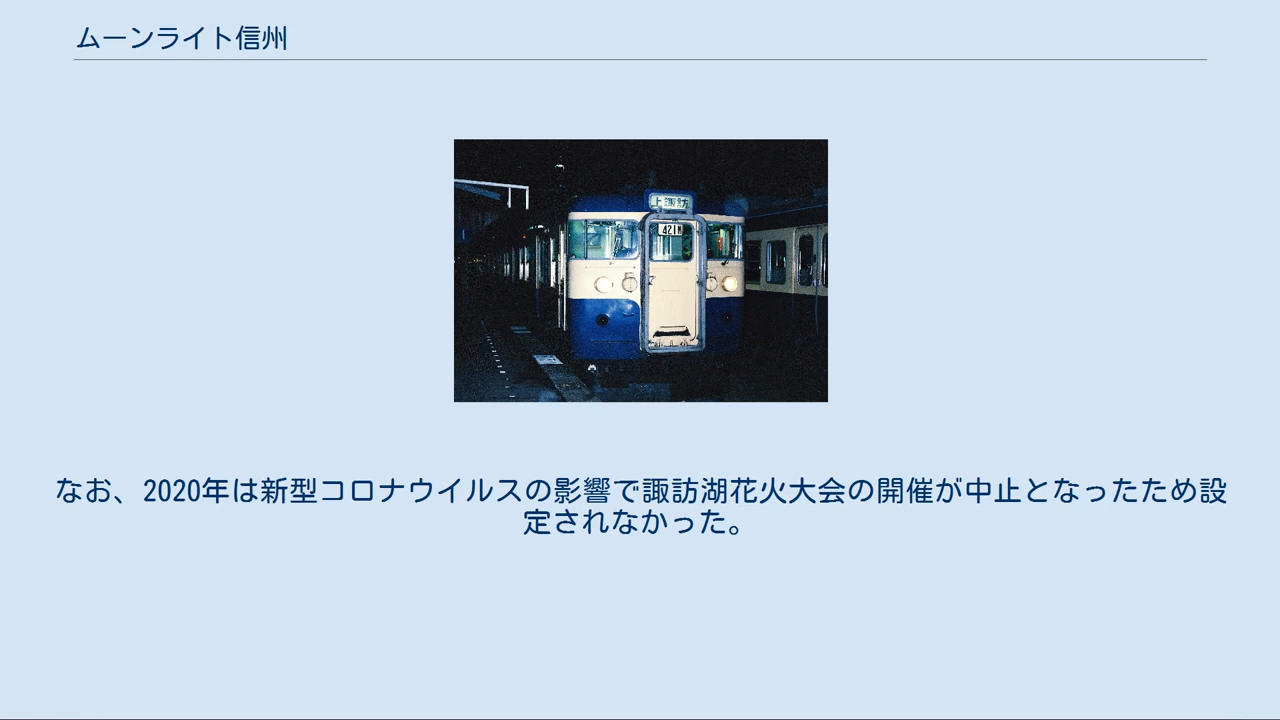 ムーンライト信州
上諏訪
421M
なお、2020年は新型コロナウイルスの影響で諏訪湖花火大会の開催が中止となったため設
定されなかった。